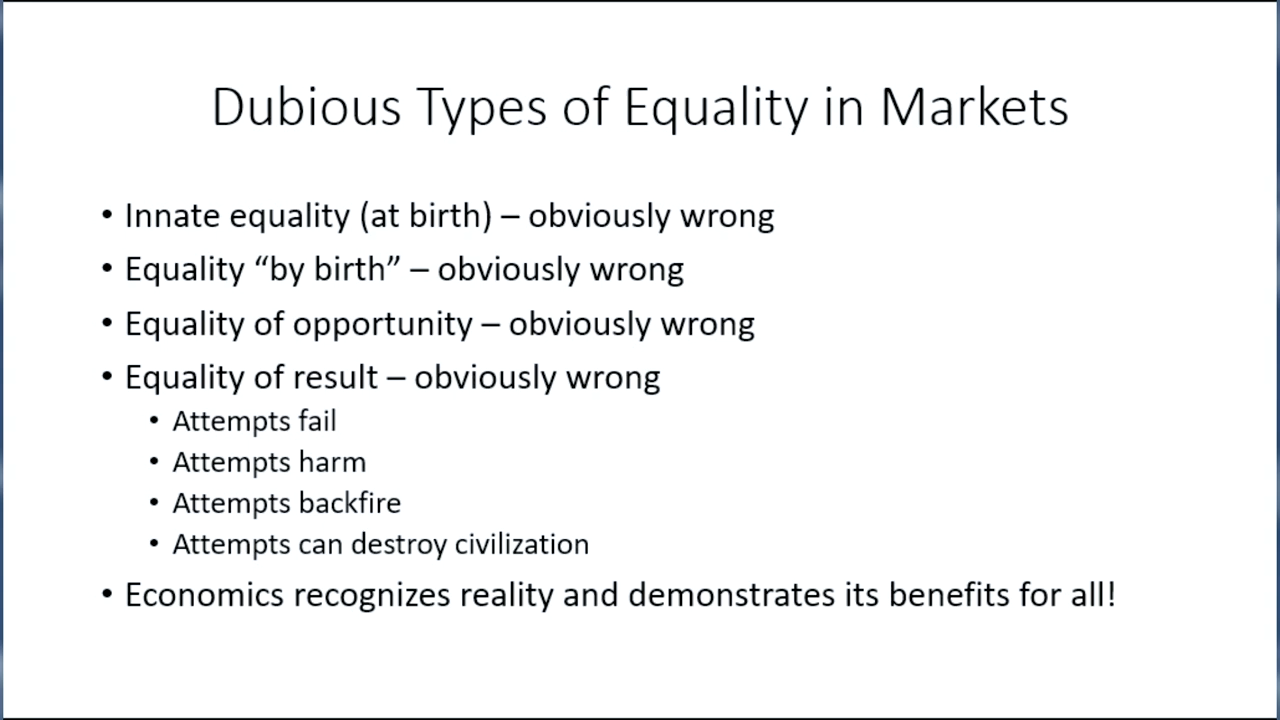 Dubious Types of Equality in Markets
• Innate equality (at birth) – obviously wrong
• Equality “by birth” – obviously wrong
• Equality of opportunity – obviously wrong
• Equality of result – obviously wrong
• Attempts fail
• Attempts harm
• Attempts backfire
• Attempts can destroy civilization
• Economics recognizes reality and demonstrates its benefits for all!